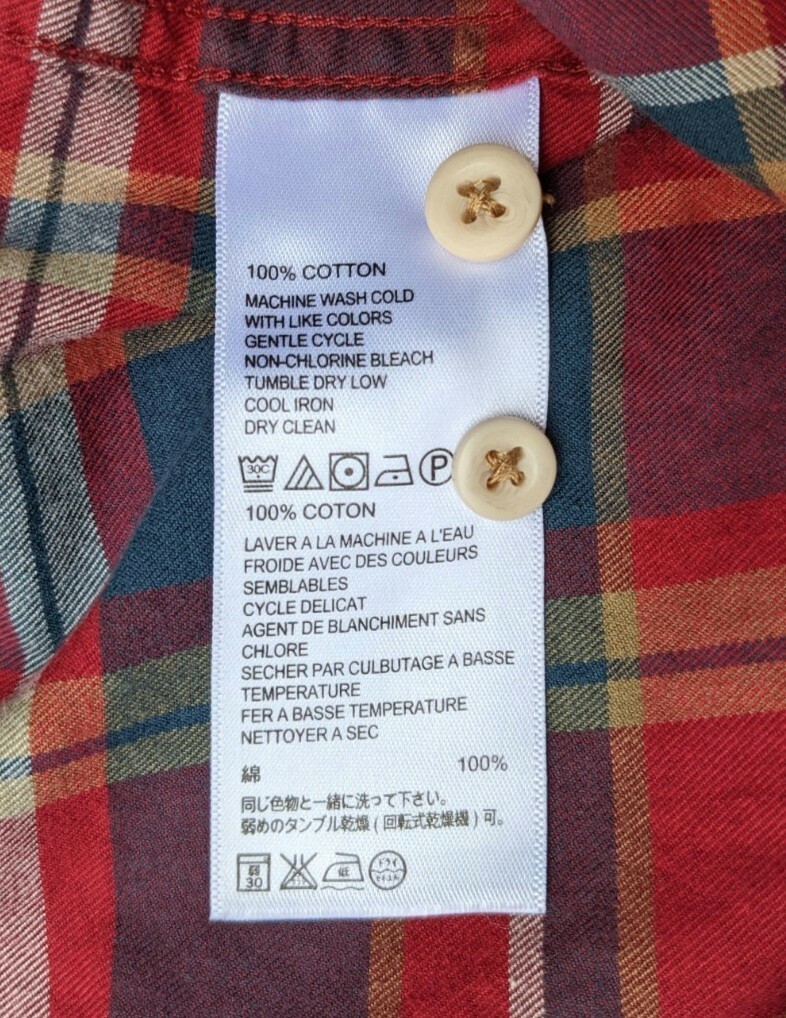 100% COTTON
MACHINE WASH COLD
WITH LIKE COLORS
GENTLE CYCLE
NON-CHLORINE BLEACH
TUMBLE DRY LOW
COOL IRON
DRY CLEAN
30C P
100% COTON
LAVER A LA MACHINE A L'EAU
FROIDE AVEC DES COULEURS
SEMBLABLES
CYCLE DELICAT
AGENT DE BLANCHIMENT SANS
CHLORE
SECHER PAR CULBUTAGE A BASSE
TEMPERATURE
FER A BASSE TEMPERATURE
NETTOYER A SEC
綿 100%
同じ色物と一緒に洗って下さい。
弱めのタンブル乾燥(回転式乾燥機)可。
弱 30 低 ドライ セキユ系